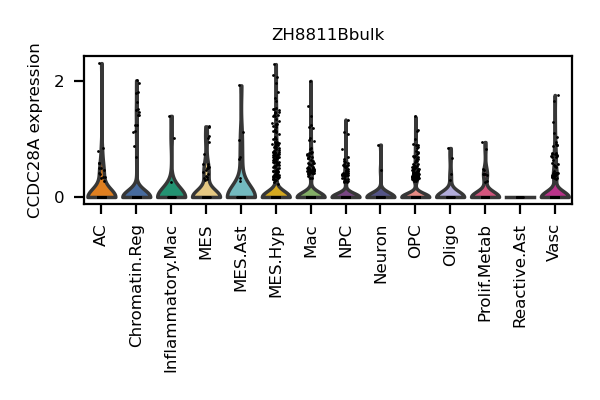 ZH8811Bbulk
CCDC28A expression
2
0
AC
Chromatin.Reg
Inflammatory.Mac
MES
MES.Ast
MES.Hyp
Mac
NPC
Neuron
OPC
Oligo
Prolif.Metab
Reactive.Ast
Vasc